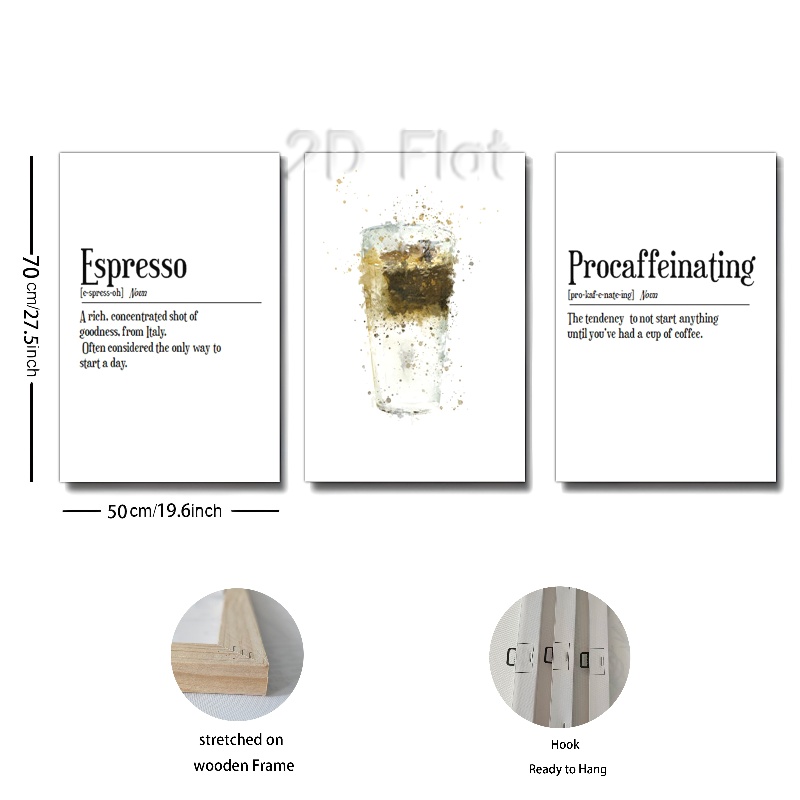 2D Flat
Espresso
[e-spress-oh] Noun
A rich, concentrated shot of
goodness, from Italy.
Often considered the only way to
start a day.
Procaffeinating
[pro-kaf-e-nate-ing] Noun
The tendency to not start anything
until you've had a cup of coffee.
70 cm/27.5inch
50 cm/19.6inch
stretched on
wooden Frame
Hook
Ready to Hang